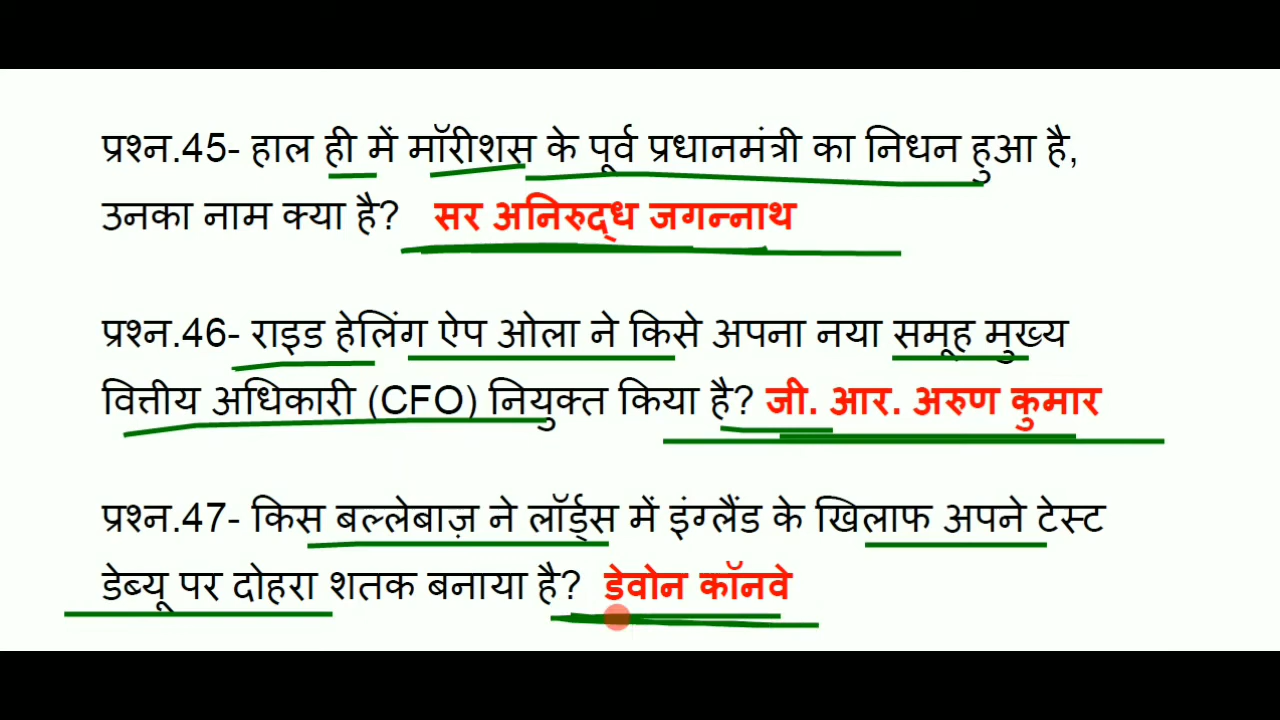 प्रश्न.45- हाल ही में मॉरीशस के पूर्व प्रधानमंत्री का निधन हुआ है,
उनका नाम क्या है? सर अनिरुद्ध जगन्नाथ
प्रश्न.46- राइड हेलिंग ऐप ओला ने किसे अपना नया समूह मुख्य
वित्तीय अधिकारी (CFO) नियुक्त किया है? जी. आर. अरुण कुमार
प्रश्न.47- किस बल्लेबाज़ ने लॉर्ड्स में इंग्लैंड के खिलाफ अपने टेस्ट
डेब्यू पर दोहरा शतक बनाया है? डेवोन कॉनवे